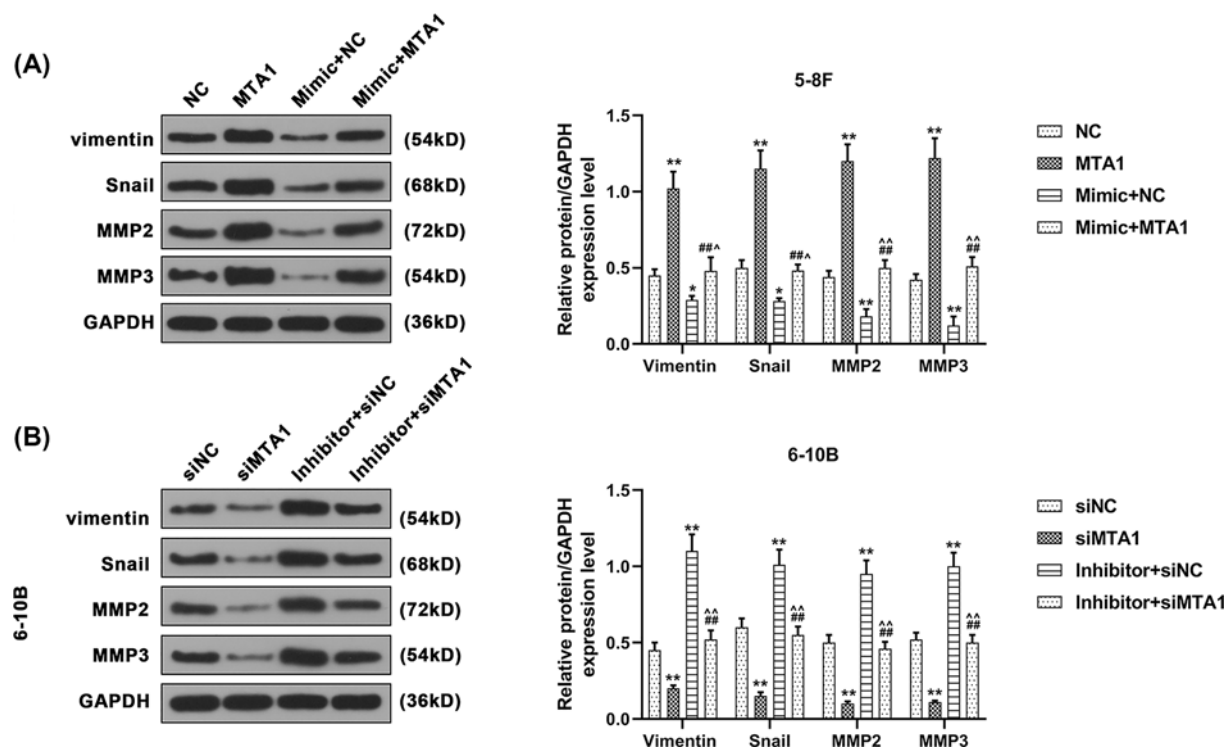 (A)
NC
MTA1
Mimic+NC
Mimic+MTA1
vimentin
(54kD)
Snail
(68kD)
MMP2
(72kD)
MMP3
(54kD)
GAPDH
(36kD)
5-8F
Relative protein/GAPDH
expression level
1.5
1.0
0.5
0.0
**
*
##^
**
*
##^
**
**
^^
##
**
**
^^
##
Vimentin
Snail
MMP2
MMP3
NC
MTA1
Mimic+NC
Mimic+MTA1
(B)
6-10B
siNC
siMTA1
Inhibitor+siNC
Inhibitor+siMTA1
vimentin
(54kD)
Snail
(68kD)
MMP2
(72kD)
MMP3
(54kD)
GAPDH
(36kD)
6-10B
Relative protein/GAPDH
expression level
1.5
1.0
0.5
0.0
**
**
^^
##
**
**
^^
##
**
**
^^
##
**
**
^^
##
Vimentin
Snail
MMP2
MMP3
siNC
siMTA1
Inhibitor+siNC
Inhibitor+siMTA1